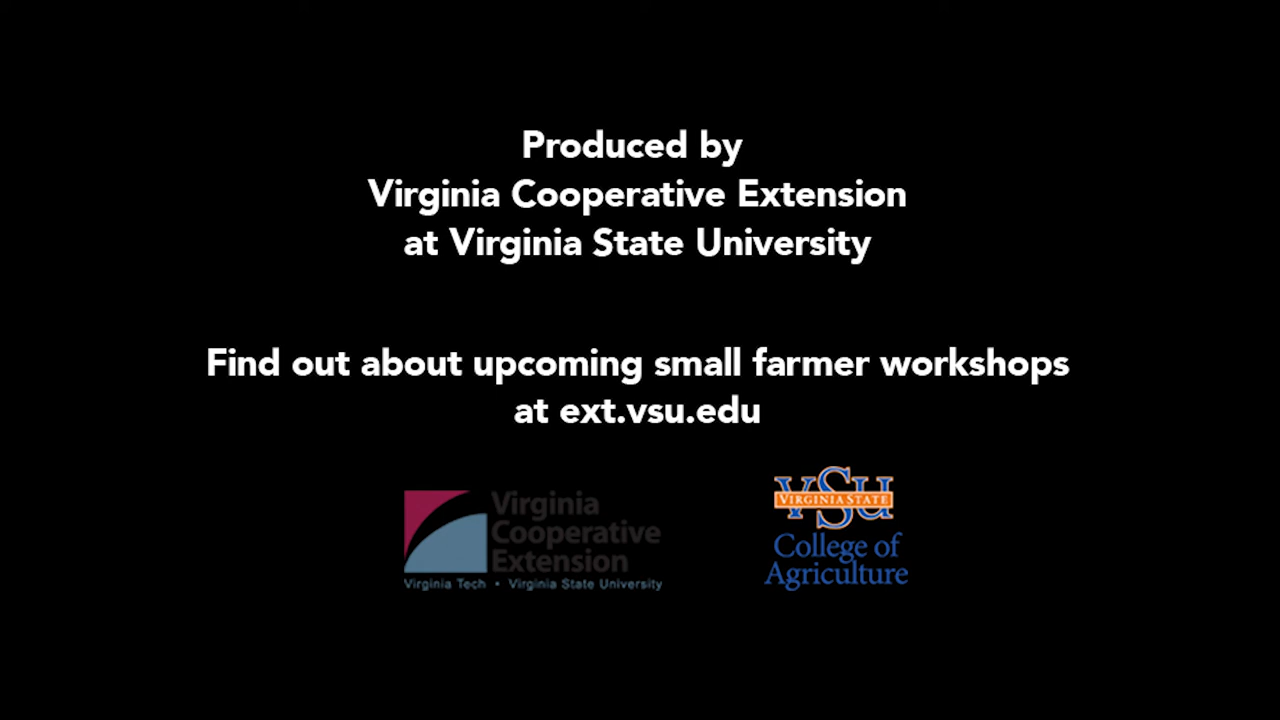 Produced by
Virginia Cooperative Extension
at Virginia State University
Find out about upcoming small farmer workshops
at ext.vsu.edu
Virginia
Cooperative
Extension
Virginia Tech • Virginia State University
VSU
VIRGINIA STATE
College of
Agriculture